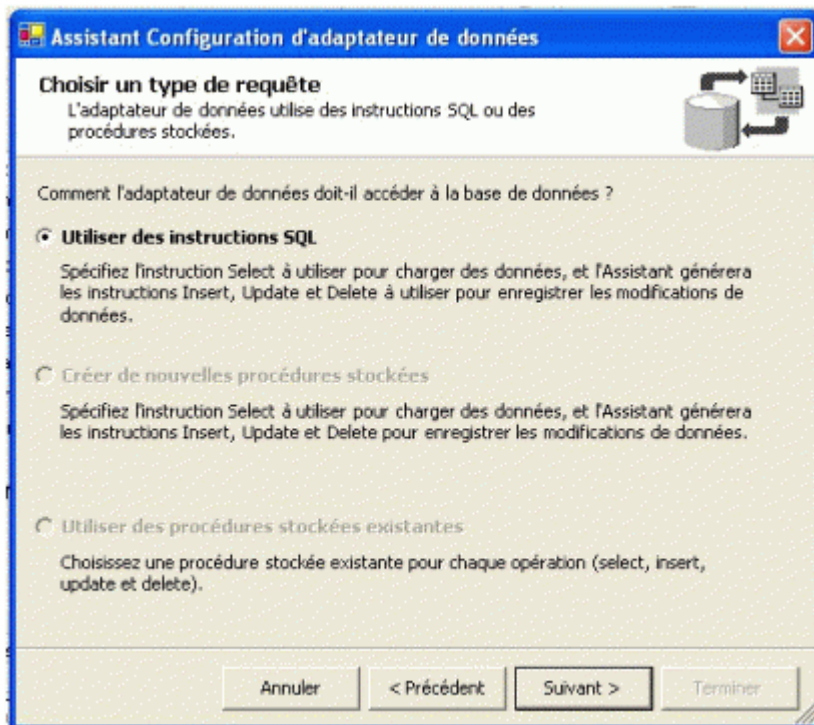 Assistant Configuration d'adaptateur de données
Choisir un type de requête
L'adaptateur de données utilise des instructions SQL ou des
procédures stockées.
Comment l'adaptateur de données doit-il accéder à la base de données ?
Utiliser des instructions SQL
Spécifiez l'instruction Select à utiliser pour charger des données, et l'Assistant générera
les instructions Insert, Update et Delete à utiliser pour enregistrer les modifications de
données.
Créer de nouvelles procédures stockées
Spécifiez l'instruction Select à utiliser pour charger des données, et l'Assistant générera
les instructions Insert, Update et Delete pour enregistrer les modifications de données.
Utiliser des procédures stockées existantes
Choisissez une procédure stockée existante pour chaque opération (select, insert,
update et delete).
Annuler < Précédent Suivant > Terminer